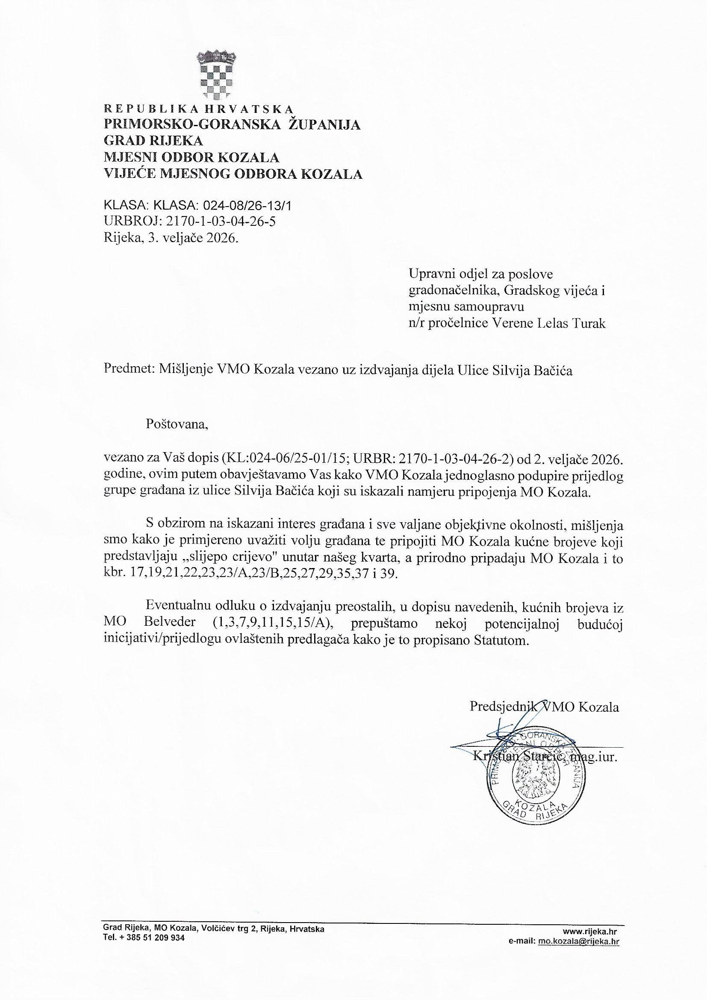 REPUBLIKA HRVATSKA
PRIMORSKO-GORANSKA ŽUPANIJA
GRAD RIJEKA
MJESNI ODBOR KOZALA
VIJEĆE MJESNOG ODBORA KOZALA
KLASA: KLASA: 024-08/26-13/1
URBROJ: 2170-1-03-04-26-5
Rijeka, 3. veljače 2026.
Upravni odjel za poslove
gradonačelnika, Gradskog vijeća i
mjesnu samoupravu
n/r pročelnice Verene Lelas Turak
Predmet: Mišljenje VMO Kozala vezano uz izdvajanja dijela Ulice Silvija Bačića
Poštovana,
vezano za Vaš dopis (KL:024-06/25-01/15; URBR: 2170-1-03-04-26-2) od 2. veljače 2026.
godine, ovim putem obavještavamo Vas kako VMO Kozala jednoglasno podupire prijedlog
grupe građana iz ulice Silvija Bačića koji su iskazali namjeru pripojenja MO Kozala.
S obzirom na iskazani interes građana i sve valjane objektivne okolnosti, mišljenja
smo kako je primjereno uvažiti volju građana te pripojiti MO Kozala kućne brojeve koji
predstavljaju „slijepo crijevo" unutar našeg kvarta, a prirodno pripadaju MO Kozala i to
kbr. 17,19,21,22,23,23/A,23/B,25,27,29,35,37 i 39.
Eventualnu odluku o izdvajanju preostalih, u dopisu navedenih, kućnih brojeva iz
MO Belveder (1,3,7,9,11,15,15/A), prepuštamo nekoj potencijalnoj budućoj
inicijativi/prijedlogu ovlaštenih predlagača kako je to propisano Statutom.
Predsjednik VMO Kozala
Kristian Starčić, mag.iur.
PRIMORSKO-GORANSKA ŽUPANIJA
MJESNI ODBOR
KOZALA
GRAD RIJEKA
Grad Rijeka, MO Kozala, Volčićev trg 2, Rijeka, Hrvatska
Tel. + 385 51 209 934
www.rijeka.hr
e-mail: mo.kozala@rijeka.hr